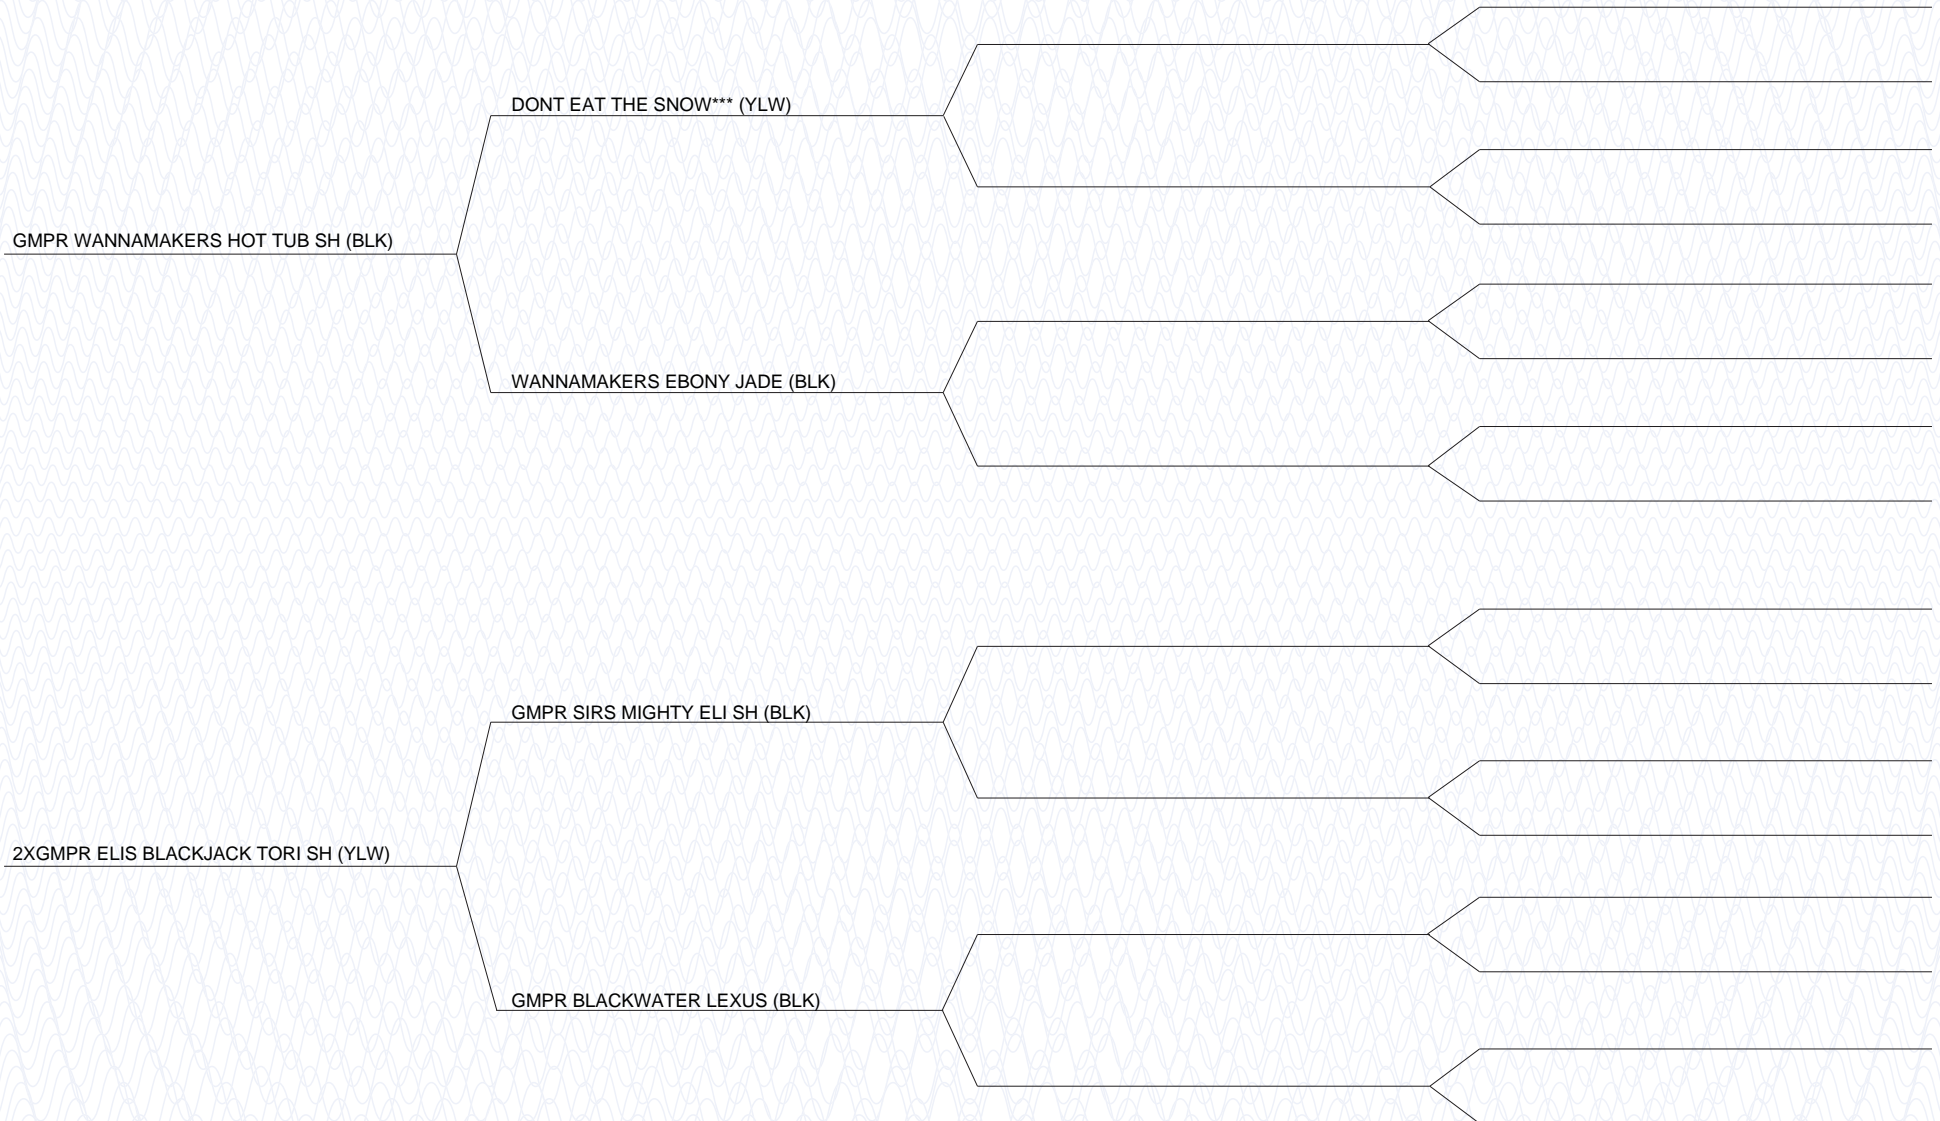 DONT EAT THE SNOW*** (YLW)
GMPR WANNAMAKERS HOT TUB SH (BLK)
WANNAMAKERS EBONY JADE (BLK)
GMPR SIRS MIGHTY ELI SH (BLK)
2XGMPR ELIS BLACKJACK TORI SH (YLW)
GMPR BLACKWATER LEXUS (BLK)